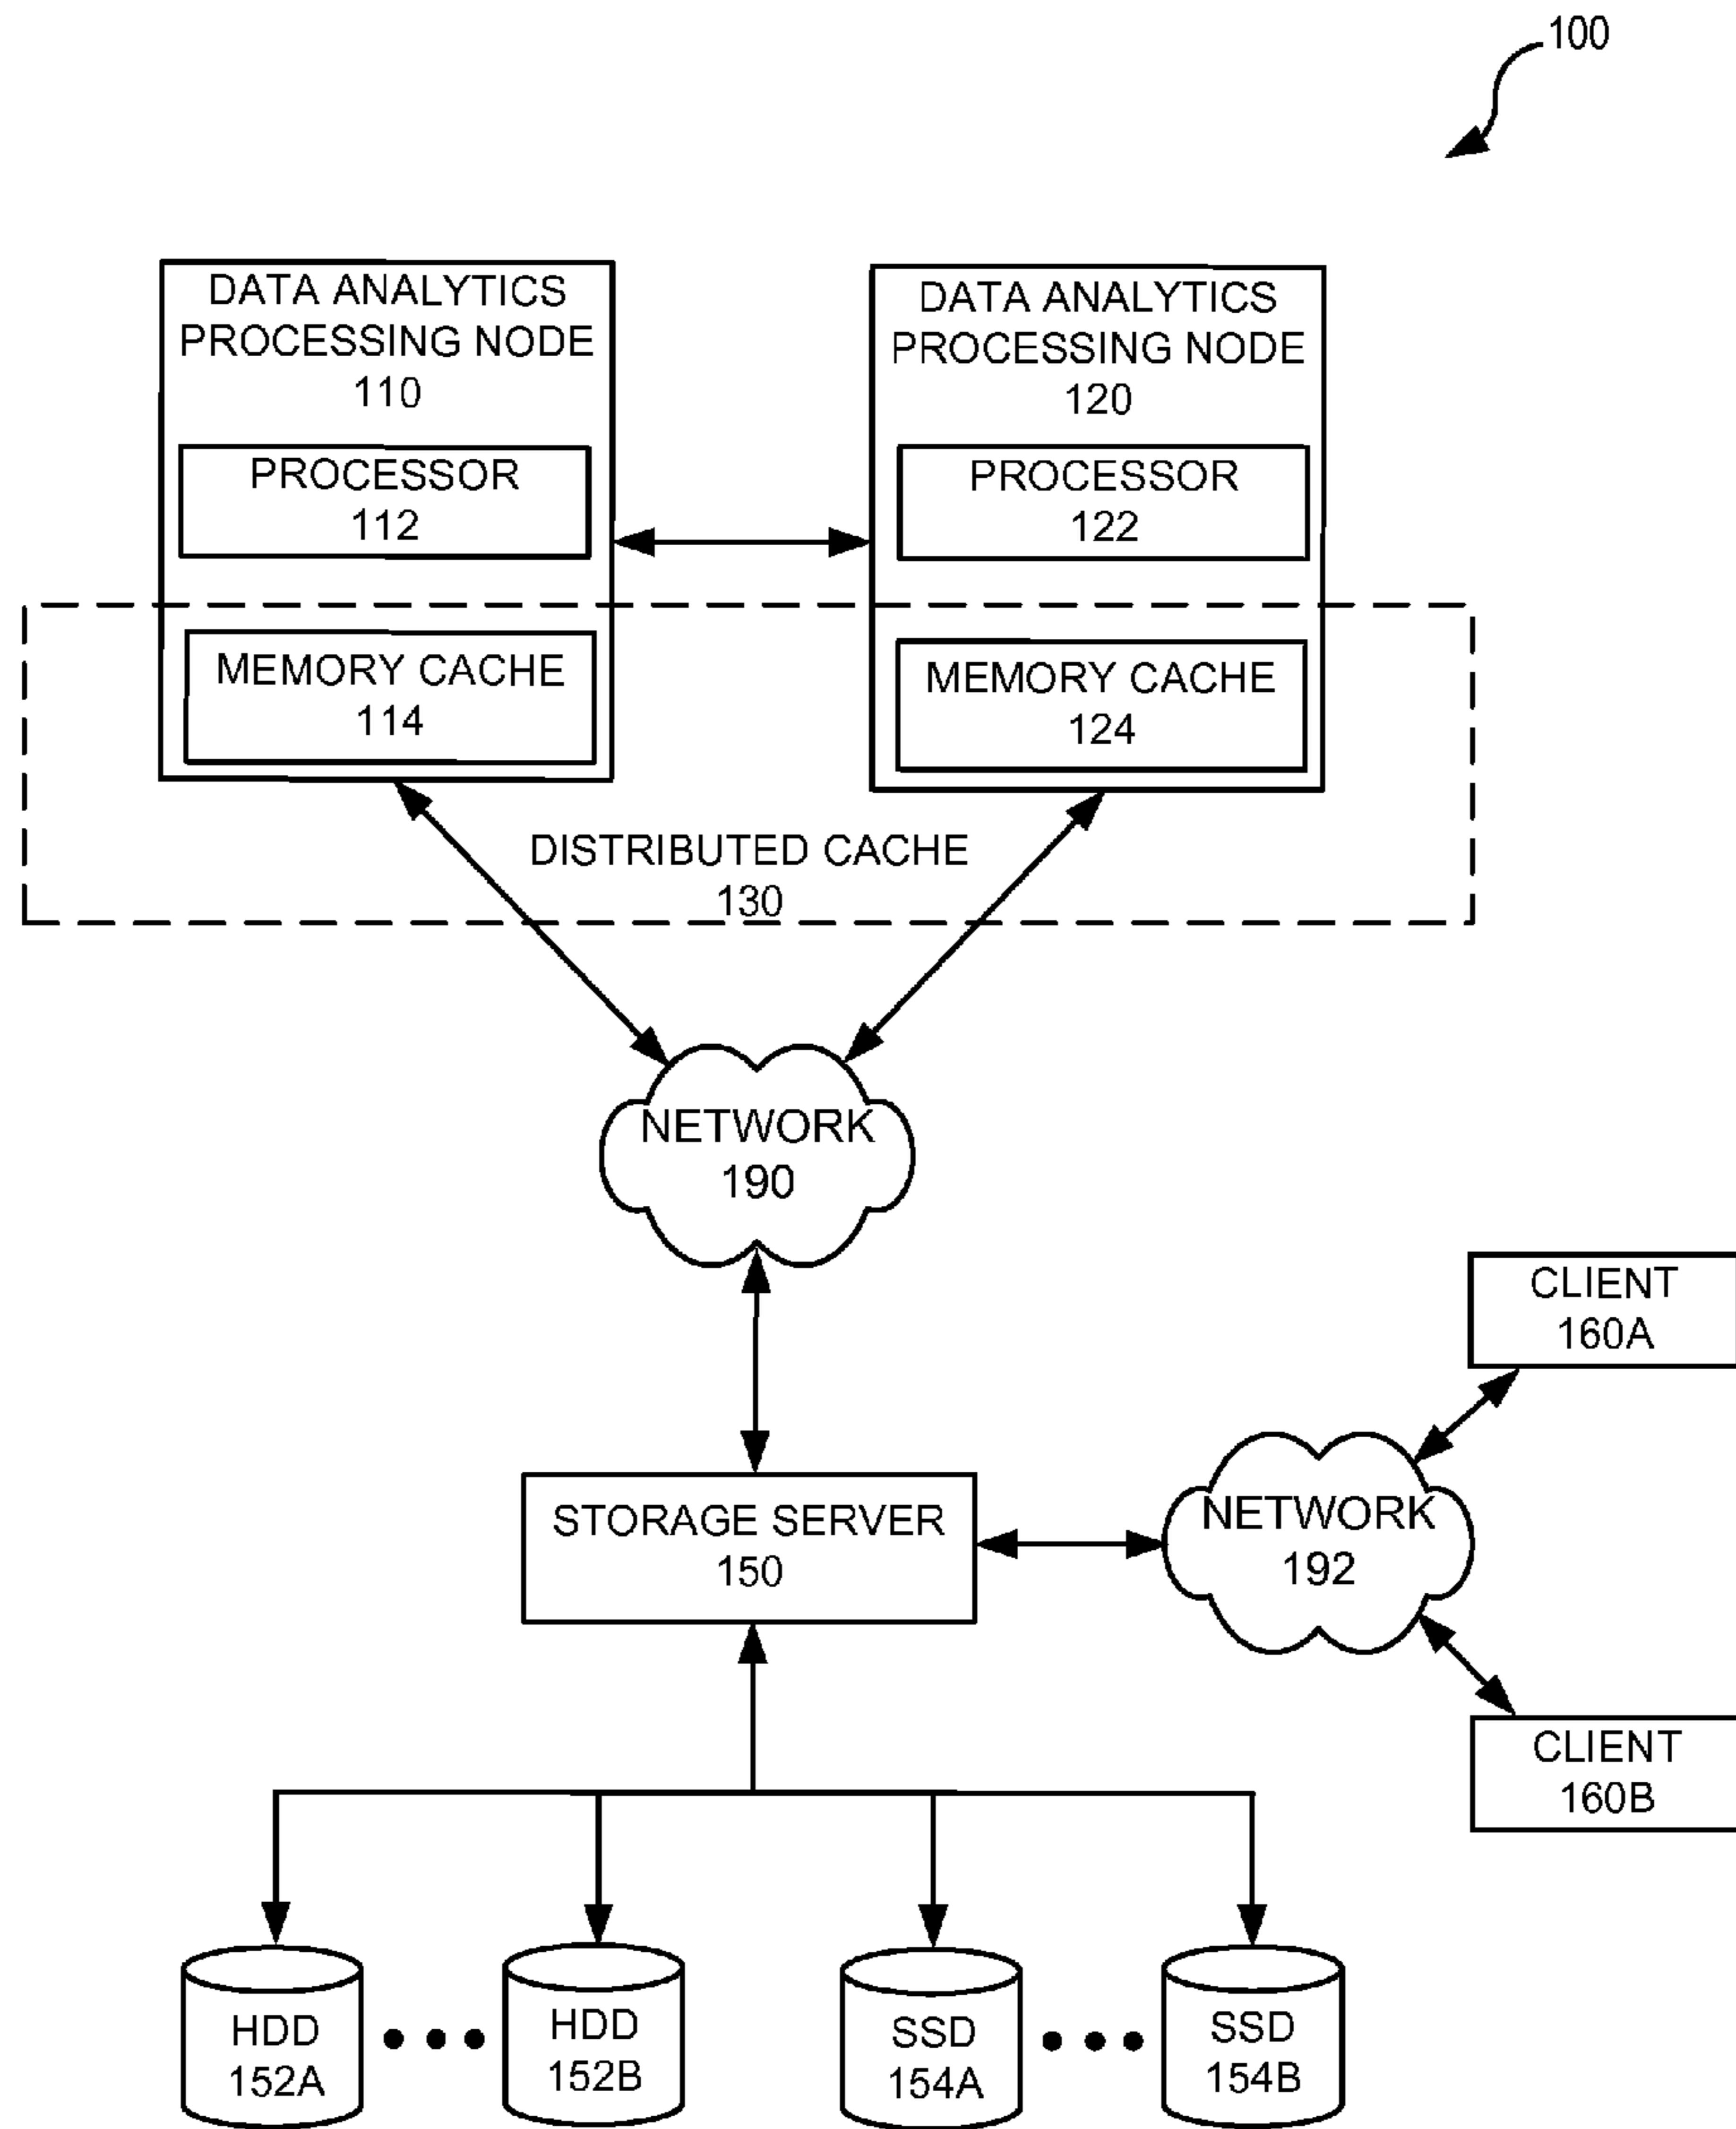 100
DATA ANALYTICS
PROCESSING NODE
110
PROCESSOR
112
MEMORY CACHE
114
DATA ANALYTICS
PROCESSING NODE
120
PROCESSOR
122
MEMORY CACHE
124
DISTRIBUTED CACHE
130
NETWORK
190
CLIENT
160A
STORAGE SERVER
150
NETWORK
192
CLIENT
160B
HDD
152A
HDD
152B
SSD
154A
SSD
154B